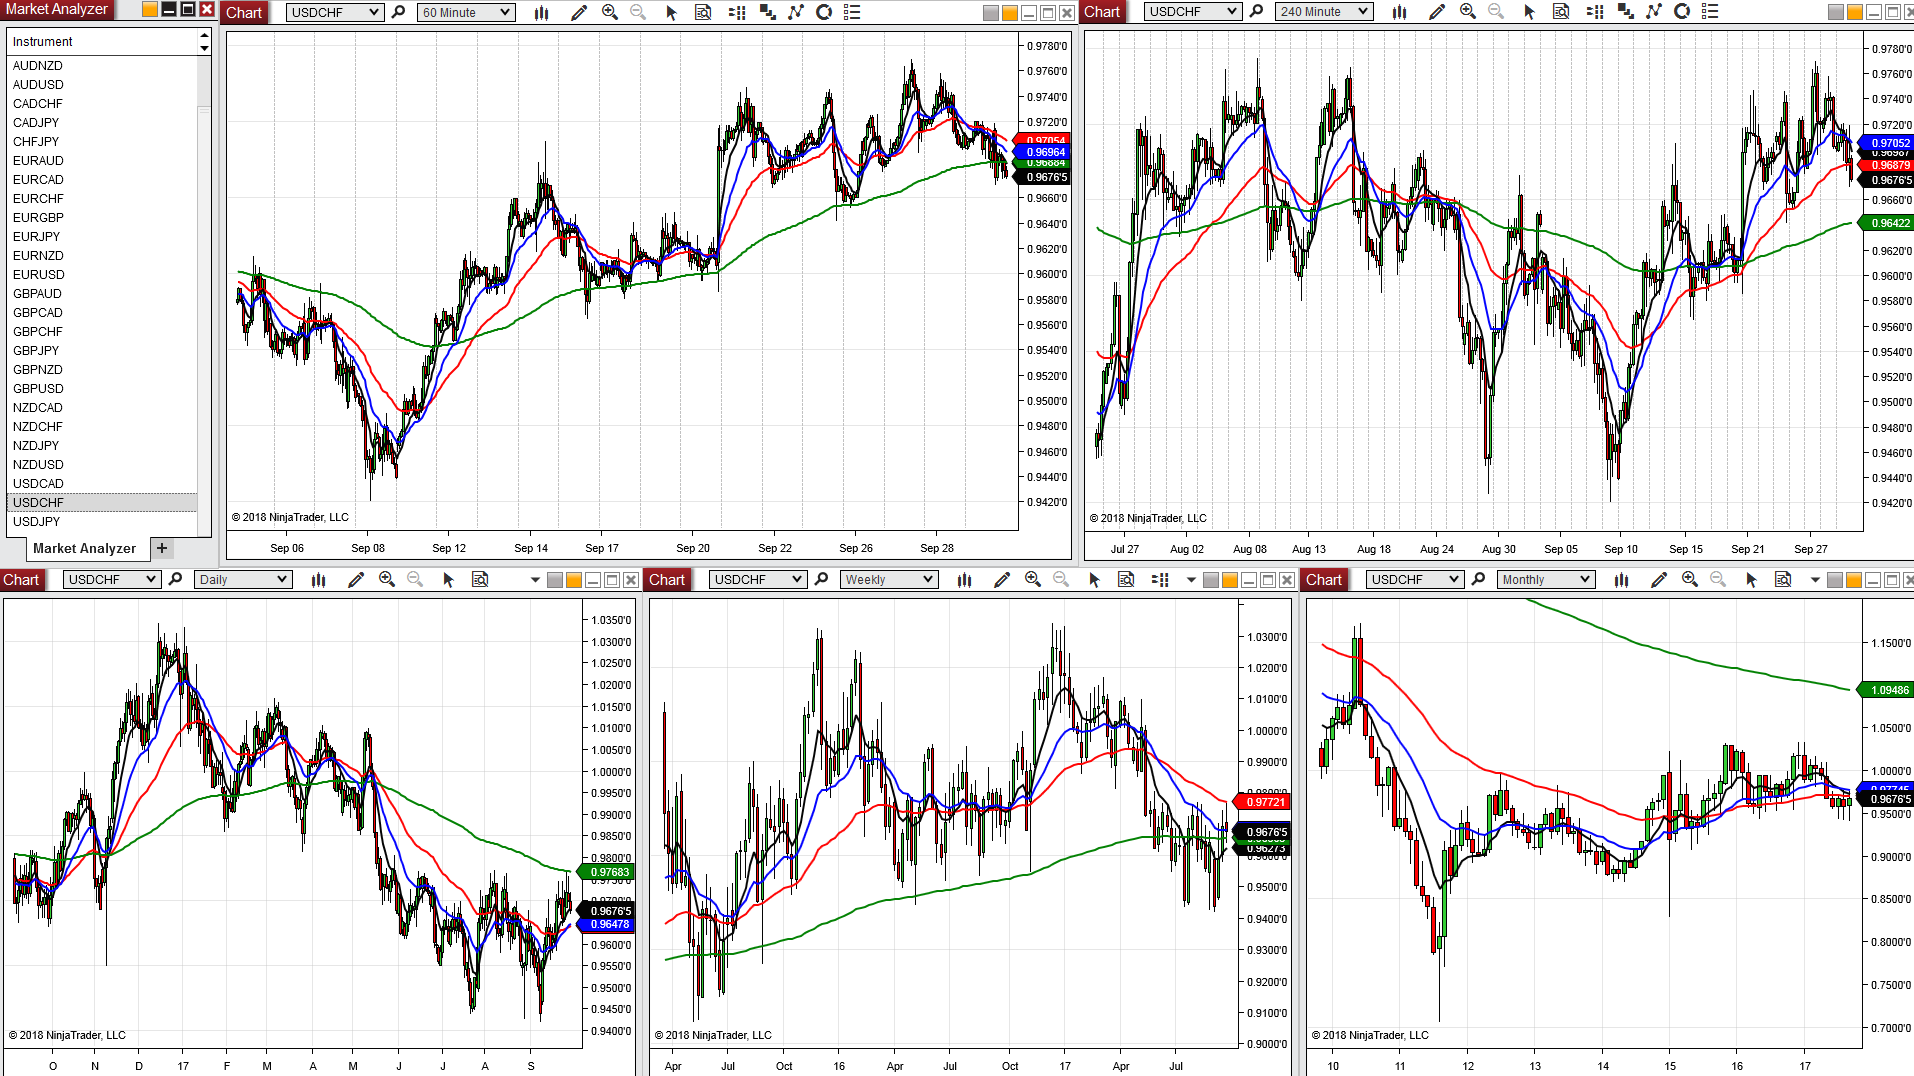 Market Analyzer
Instrument
AUDNZD
AUDUSD
CADCHF
CADJPY
CHFJPY
EURAUD
EURCAD
EURCHF
EURGBP
EURJPY
EURNZD
EURUSD
GBPAUD
GBPCAD
GBPCHF
GBPJPY
GBPNZD
GBPUSD
NZDCAD
NZDCHF
NZDJPY
NZDUSD
USDCAD
USDCHF
USDJPY
Market Analyzer +
Chart USDCHF 60 Minute
0.9780'0
0.9760'0
0.9740'0
0.9720'0
0.97054
0.96964
0.96884
0.9676'5
0.9660'0
0.9640'0
0.9620'0
0.9600'0
0.9580'0
0.9560'0
0.9540'0
0.9520'0
0.9500'0
0.9480'0
0.9460'0
0.9440'0
0.9420'0
© 2018 NinjaTrader, LLC
Sep 06 Sep 08 Sep 12 Sep 14 Sep 17 Sep 20 Sep 22 Sep 26 Sep 28
Chart USDCHF 240 Minute
0.9780'0
0.9760'0
0.9740'0
0.9720'0
0.97052
0.96879
0.9676'5
0.9660'0
0.96422
0.9620'0
0.9600'0
0.9580'0
0.9560'0
0.9540'0
0.9520'0
0.9500'0
0.9480'0
0.9460'0
0.9440'0
0.9420'0
© 2018 NinjaTrader, LLC
Jul 27 Aug 02 Aug 08 Aug 13 Aug 18 Aug 24 Aug 30 Sep 05 Sep 10 Sep 15 Sep 21 Sep 27
Chart USDCHF Daily
1.0350'0
1.0300'0
1.0250'0
1.0200'0
1.0150'0
1.0100'0
1.0050'0
1.0000'0
0.9950'0
0.9900'0
0.9850'0
0.9800'0
0.97683
0.9750'0
0.9676'5
0.96478
0.9600'0
0.9550'0
0.9500'0
0.9450'0
0.9400'0
© 2018 NinjaTrader, LLC
O N D 17 F M A M J J A S
Chart USDCHF Weekly
1.0300'0
1.0200'0
1.0100'0
1.0000'0
0.9900'0
0.97721
0.9676'5
0.96273
0.9600'0
0.9500'0
0.9400'0
0.9300'0
0.9200'0
0.9100'0
0.9000'0
© 2018 NinjaTrader, LLC
Apr Jul Oct 16 Apr Jul Oct 17 Apr Jul
Chart USDCHF Monthly
1.1500'0
1.09486
1.0500'0
1.0000'0
0.9676'5
0.9500'0
0.9000'0
0.8500'0
0.8000'0
0.7500'0
0.7000'0
© 2018 NinjaTrader, LLC
10 11 12 13 14 15 16 17